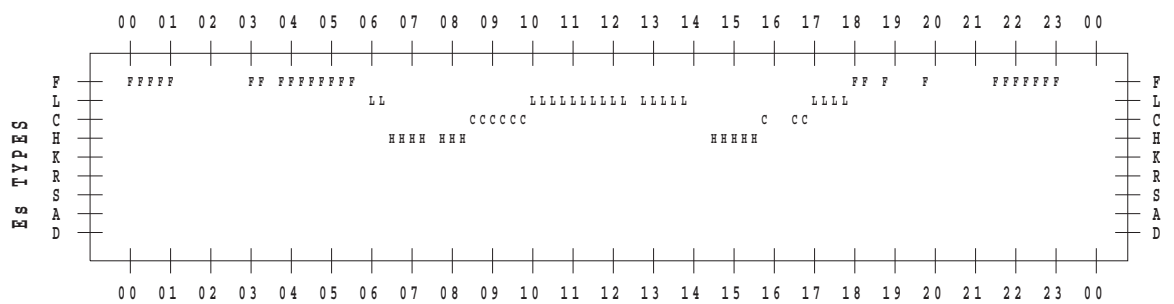 00 01 02 03 04 05 06 07 08 09 10 11 12 13 14 15 16 17 18 19 20 21 22 23 00
F FFFFF FF FFFFFFFF FF F F FFFFFFF F
L LL LLLLLLLLLL LLLLL LLLL L
C CCCCCC C CC C
H HHHH HHH HHHHH H
K K
R R
S S
A A
D D
Es TYPES
00 01 02 03 04 05 06 07 08 09 10 11 12 13 14 15 16 17 18 19 20 21 22 23 00